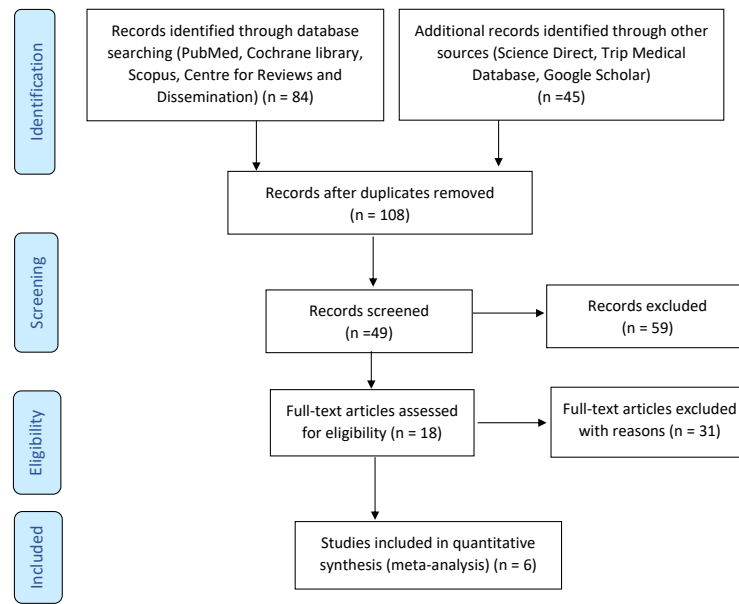 Identification
Records identified through database
searching (PubMed, Cochrane library,
Scopus, Centre for Reviews and
Dissemination) (n = 84)
Additional records identified through other
sources (Science Direct, Trip Medical
Database, Google Scholar)
(n =45)
Records after duplicates removed
(n = 108)
Screening
Records screened
(n =49)
Records excluded
(n = 59)
Eligibility
Full-text articles assessed
for eligibility (n = 18)
Full-text articles excluded
with reasons (n = 31)
Included
Studies included in quantitative
synthesis (meta-analysis) (n = 6)